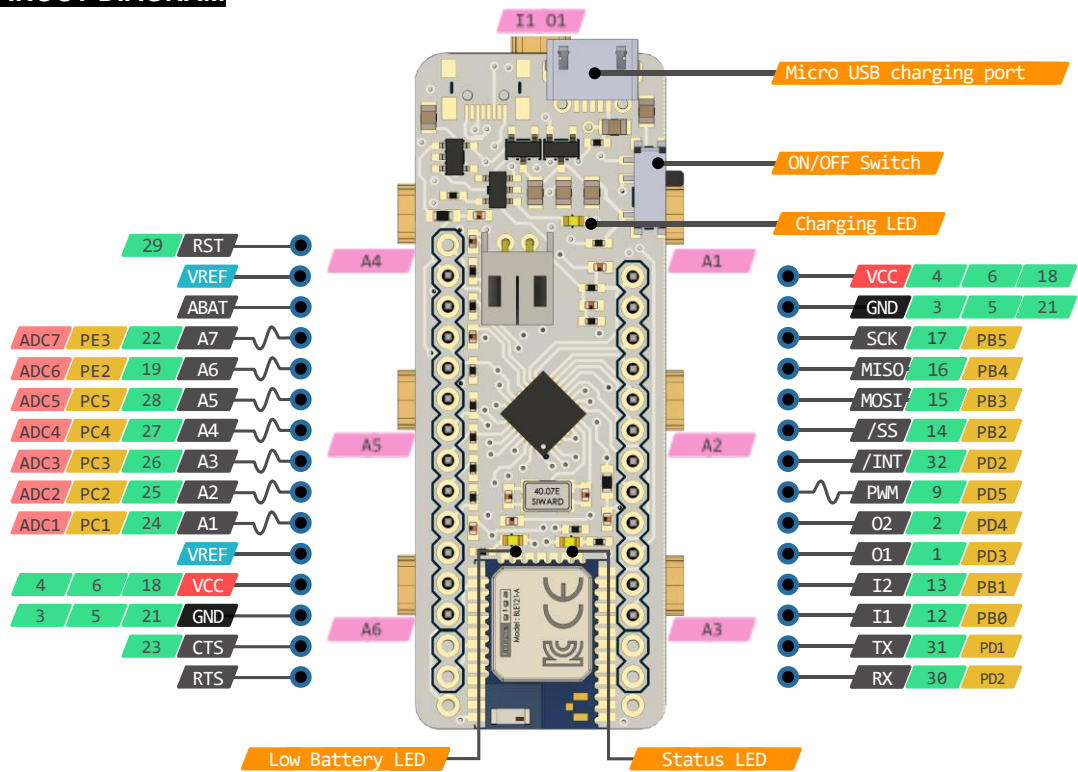 I1 O1
Micro USB charging port
ON/OFF Switch
Charging LED
29 RST
VREF
ABAT
ADC7 PE3 22 A7
ADC6 PE2 19 A6
ADC5 PC5 28 A5
ADC4 PC4 27 A4
ADC3 PC3 26 A3
ADC2 PC2 25 A2
ADC1 PC1 24 A1
VREF
4 6 18 VCC
3 5 21 GND
23 CTS
RTS
A4
A5
A6
A1
A2
A3
40.07E
SIWARD
Model: BLE121-A
CE
VCC 4 6 18
GND 3 5 21
SCK 17 PB5
MISO 16 PB4
MOSI 15 PB3
/SS 14 PB2
/INT 32 PD2
PWM 9 PD5
O2 2 PD4
O1 1 PD3
I2 13 PB1
I1 12 PB0
TX 31 PD1
RX 30 PD2
Low Battery LED
Status LED